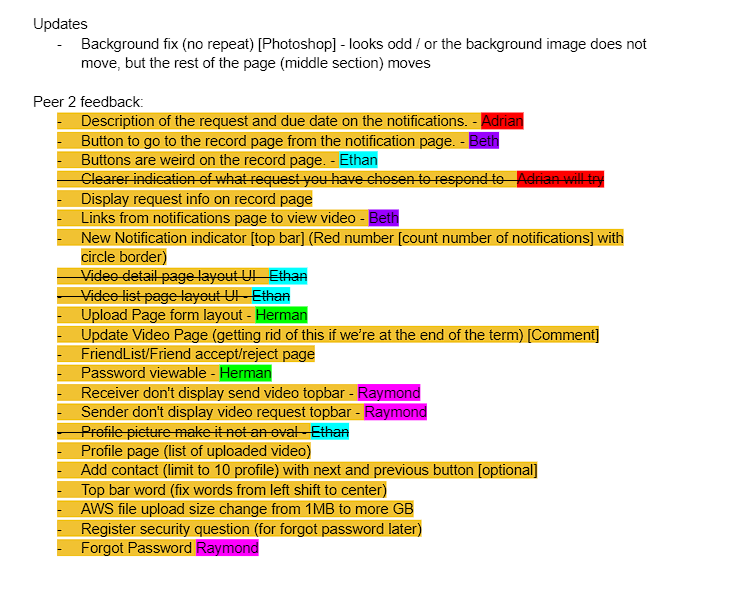 Updates
- Background fix (no repeat) [Photoshop] - looks odd / or the background image does not
move, but the rest of the page (middle section) moves
Peer 2 feedback:
- Description of the request and due date on the notifications. - Adrian
- Button to go to the record page from the notification page. - Beth
- Buttons are weird on the record page. - Ethan
- Clearer indication of what request you have chosen to respond to - Adrian will try
- Display request info on record page
- Links from notifications page to view video - Beth
- New Notification indicator [top bar] (Red number [count number of notifications] with
circle border)
- Video detail page layout UI - Ethan
- Video list page layout UI - Ethan
- Upload Page form layout - Herman
- Update Video Page (getting rid of this if we're at the end of the term) [Comment]
- FriendList/Friend accept/reject page
- Password viewable - Herman
- Receiver don't display send video topbar - Raymond
- Sender don't display video request topbar - Raymond
- Profile picture make it not an oval - Ethan
- Profile page (list of uploaded video)
- Add contact (limit to 10 profile) with next and previous button [optional]
- Top bar word (fix words from left shift to center)
- AWS file upload size change from 1MB to more GB
- Register security question (for forgot password later)
- Forgot Password Raymond